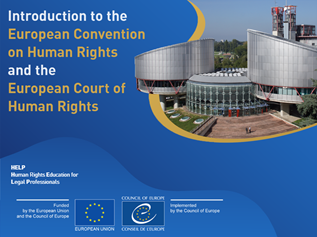 Introduction to the
European Convention
on Human Rights
and the
European Court of
Human Rights
HELP
Human Rights Education for
Legal Professionals
Funded
by the European Union
and the Council of Europe
EUROPEAN UNION
COUNCIL OF EUROPE
CONSEIL DE L'EUROPE
Implemented
by the Council of Europe